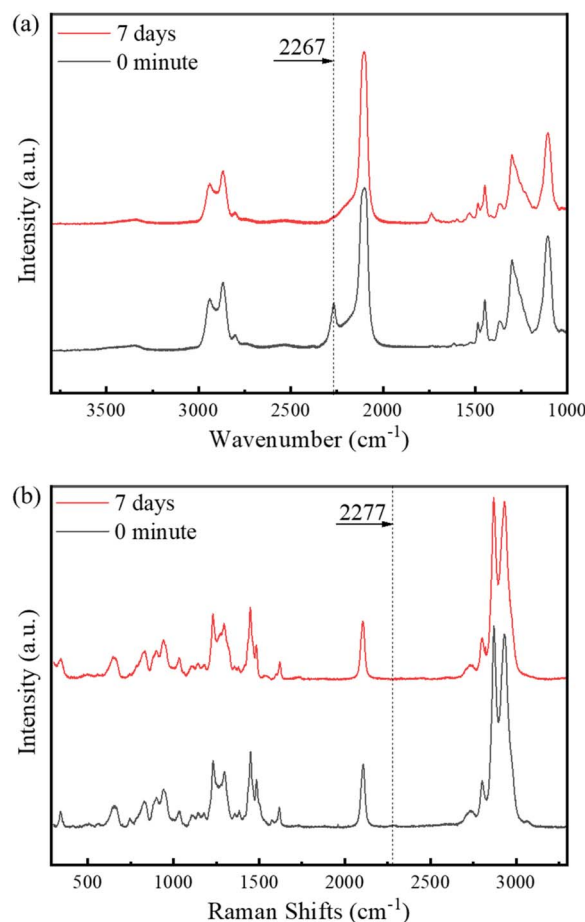 (a)
7 days
0 minute
2267
Intensity (a.u.)
3500 3000 2500 2000 1500 1000
Wavenumber (cm⁻¹)
(b)
7 days
0 minute
2277
Intensity (a.u.)
500 1000 1500 2000 2500 3000
Raman Shifts (cm⁻¹)